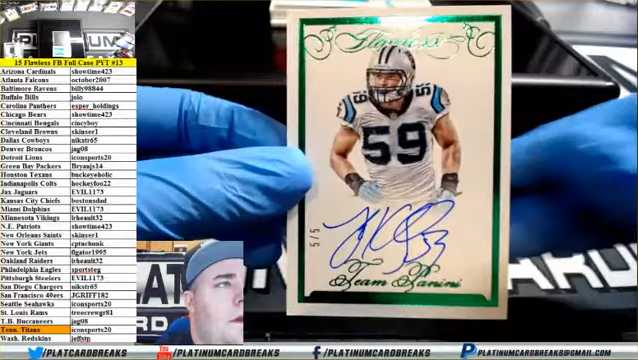 15 Flawless FB Full Case PYT #13
Arizona Cardinals showtime423
Atlanta Falcons october2007
Baltimore Ravens billy98844
Buffalo Bills jolo
Carolina Panthers esper_holdings
Chicago Bears showtime423
Cincinnati Bengals cincyboy
Cleveland Browns skinser1
Dallas Cowboys nikstr65
Denver Broncos jag08
Detroit Lions iconsports20
Green Bay Packers Bryanjs14
Houston Texans buckeyeholic
Indianapolis Colts hockeyfoo22
Jax Jaguars EVIL1173
Kansas City Chiefs bostonsdad
Miami Dolphins EVIL1173
Minnesota Vikings lrheault32
N.E. Patriots showtime423
New Orleans Saints skinser1
New York Giants cptnchunk
New York Jets flgator1995
Oakland Raiders lrheault32
Philadelphia Eagles sportsteg
Pittsburgh Steelers EVIL1173
San Diego Chargers nikstr65
San Francisco 49ers JGRIFF182
Seattle Seahawks iconsports20
St. Louis Rams treecrewgr81
T.B. Buccaneers jag08
Tenn. Titans iconsports20
Wash. Redskins jeffstp
Flawless
59
59
5/5
Team Panini
/PLATCARDBREAKS
/PLATINUMCARDBREAKS
/PLATINUMCARDBREAKS@GMAIL.COM